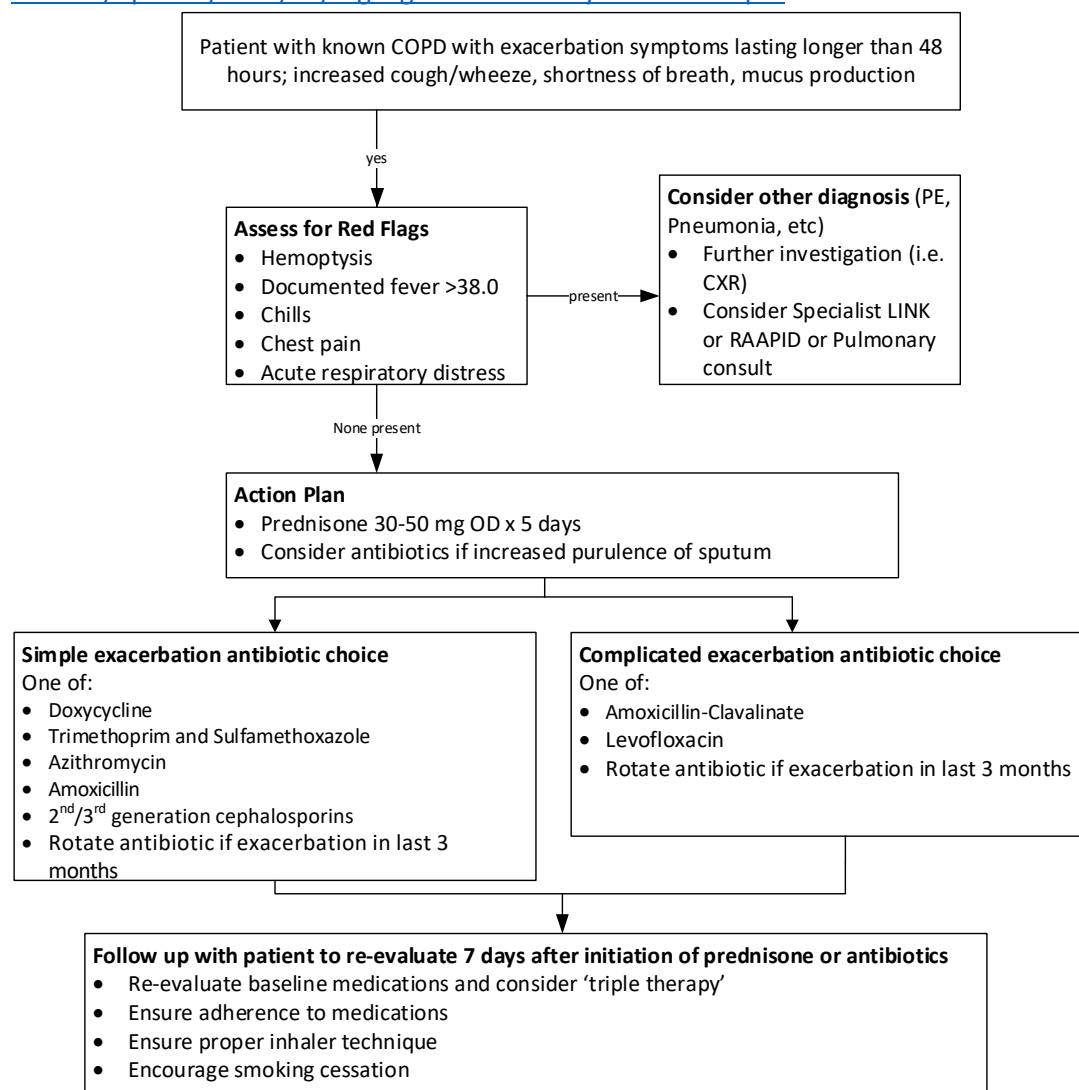 Patient with known COPD with exacerbation symptoms lasting longer than 48
hours; increased cough/wheeze, shortness of breath, mucus production
yes
Assess for Red Flags
• Hemoptysis
• Documented fever >38.0
• Chills
• Chest pain
• Acute respiratory distress
present
Consider other diagnosis (PE,
Pneumonia, etc)
• Further investigation (i.e.
CXR)
• Consider Specialist LINK
or RAAPID or Pulmonary
consult
None present
Action Plan
• Prednisone 30-50 mg OD x 5 days
• Consider antibiotics if increased purulence of sputum
Simple exacerbation antibiotic choice
One of:
• Doxycycline
• Trimethoprim and Sulfamethoxazole
• Azithromycin
• Amoxicillin
• 2nd/3rd generation cephalosporins
• Rotate antibiotic if exacerbation in last 3
months
Complicated exacerbation antibiotic choice
One of:
• Amoxicillin-Clavalinate
• Levofloxacin
• Rotate antibiotic if exacerbation in last 3 months
Follow up with patient to re-evaluate 7 days after initiation of prednisone or antibiotics
• Re-evaluate baseline medications and consider ‘triple therapy’
• Ensure adherence to medications
• Ensure proper inhaler technique
• Encourage smoking cessation